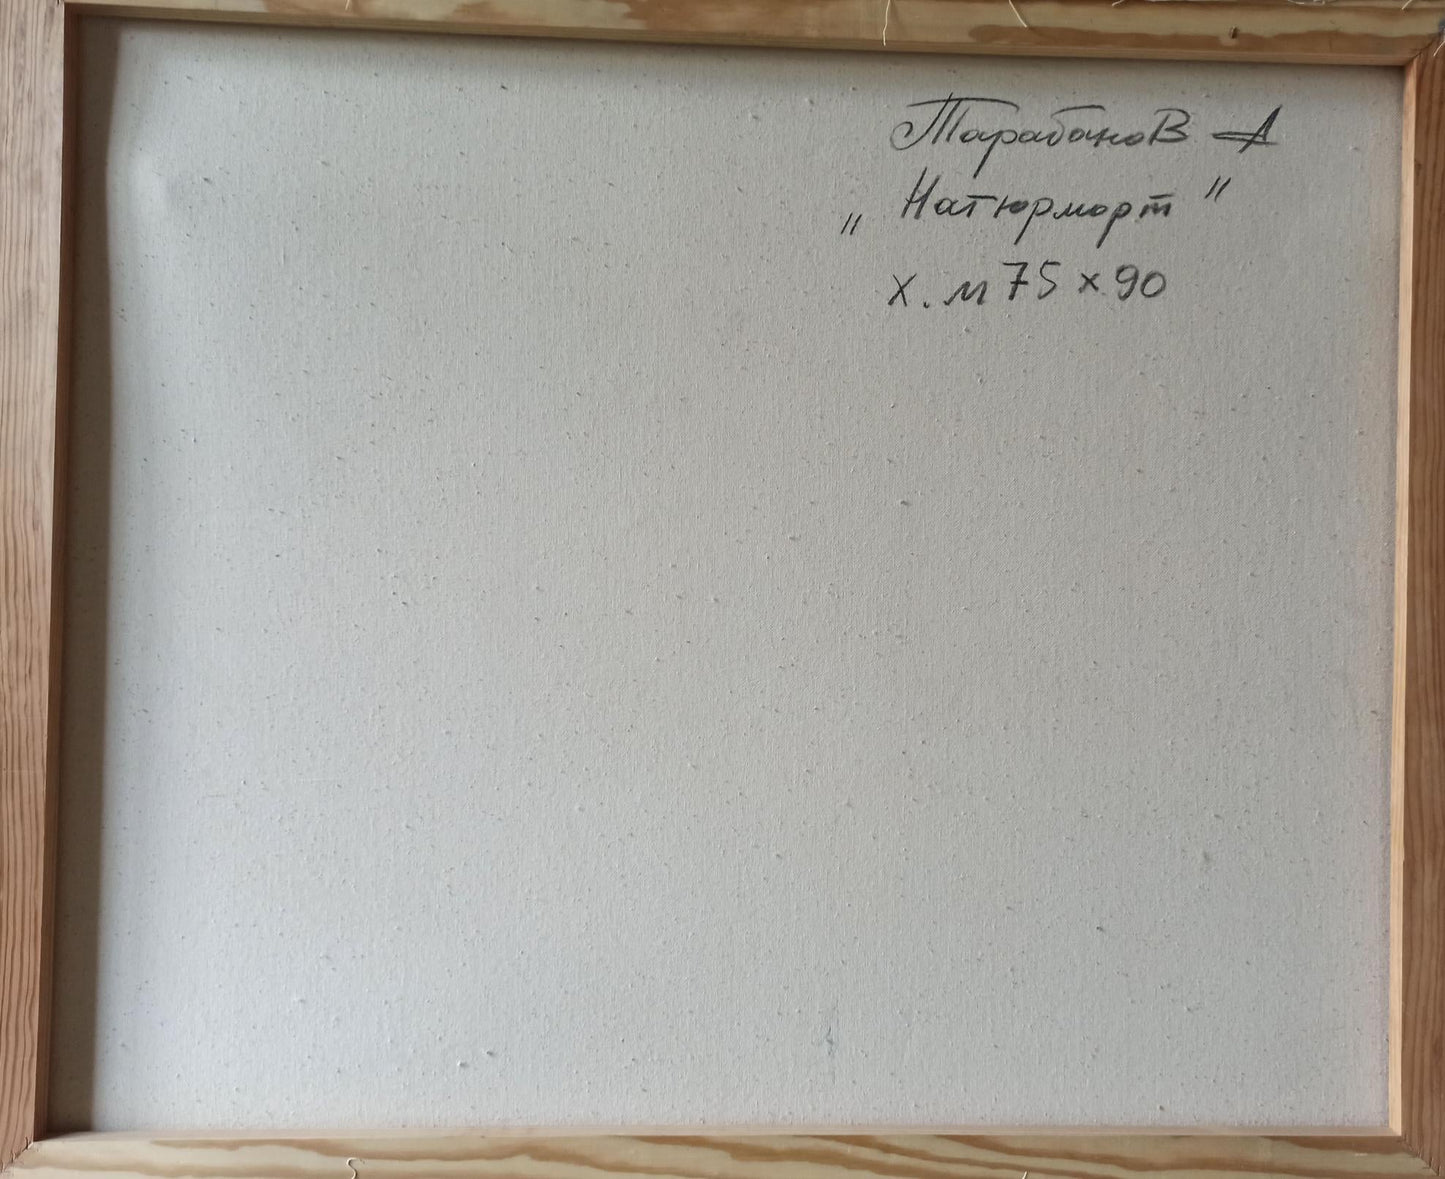 Тарабанов А
„Натюрморт"
х.м 75 х 90